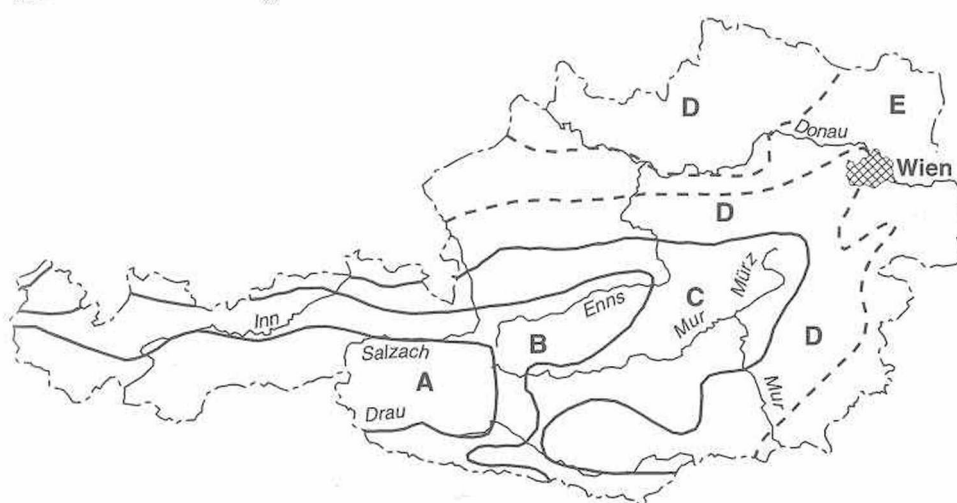 D
E
Donau
Wien
D
Mürz
C
Inn
Enns
Mur
B
D
Salzach
A
Mur
Drau